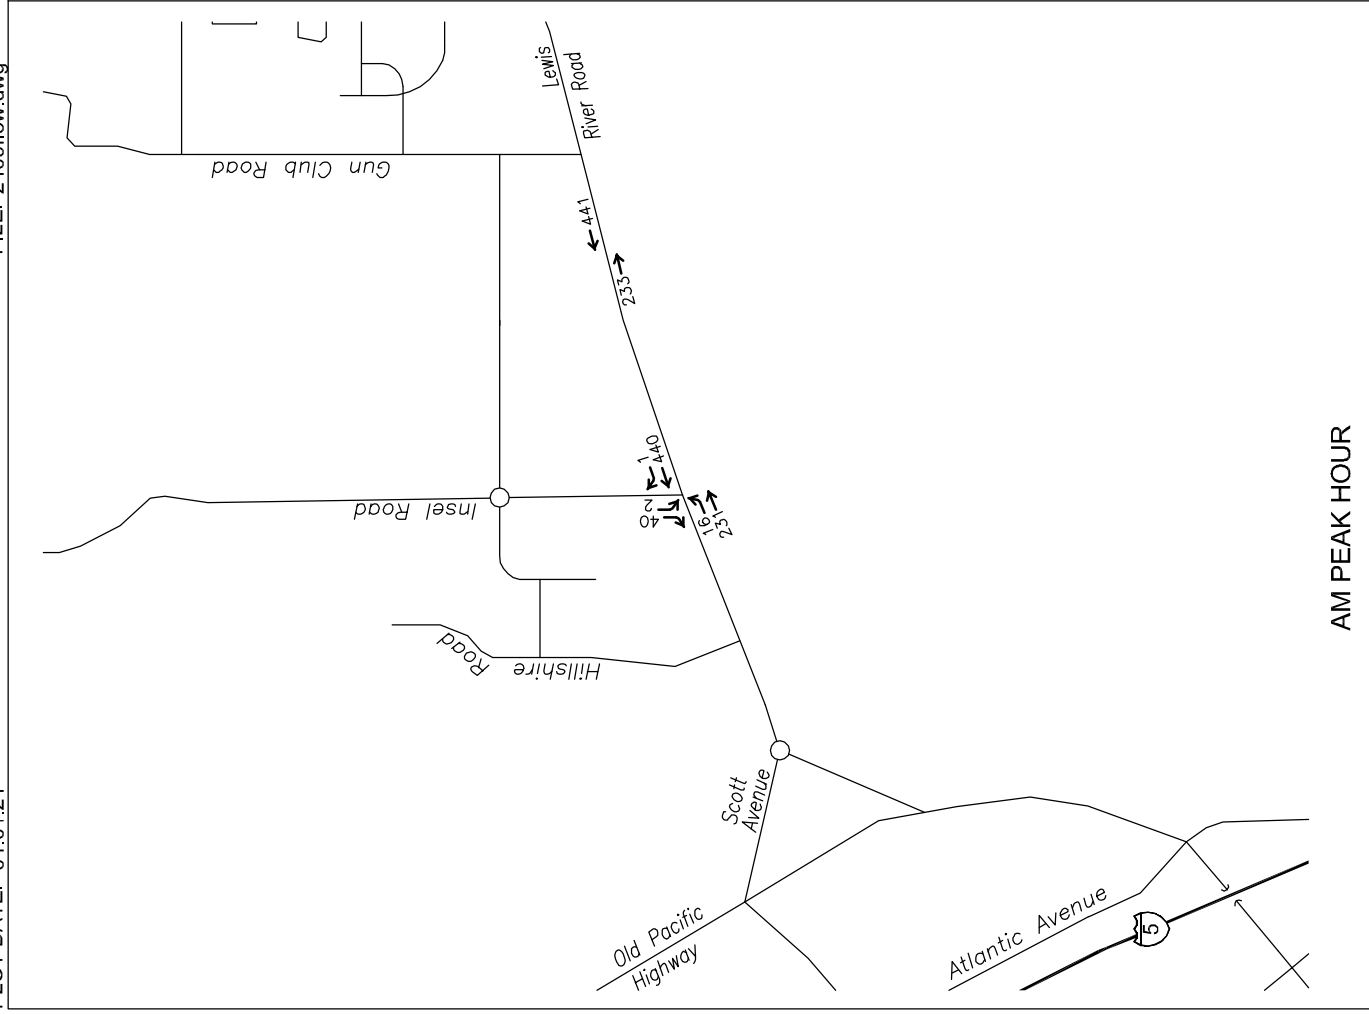 Lewis
River Road
Gun Club Road
441
233
1
440
2
40
16
231
Insel Road
Hillshire
Road
Scott
Avenue
Old Pacific
Highway
Atlantic Avenue
5
AM PEAK HOUR